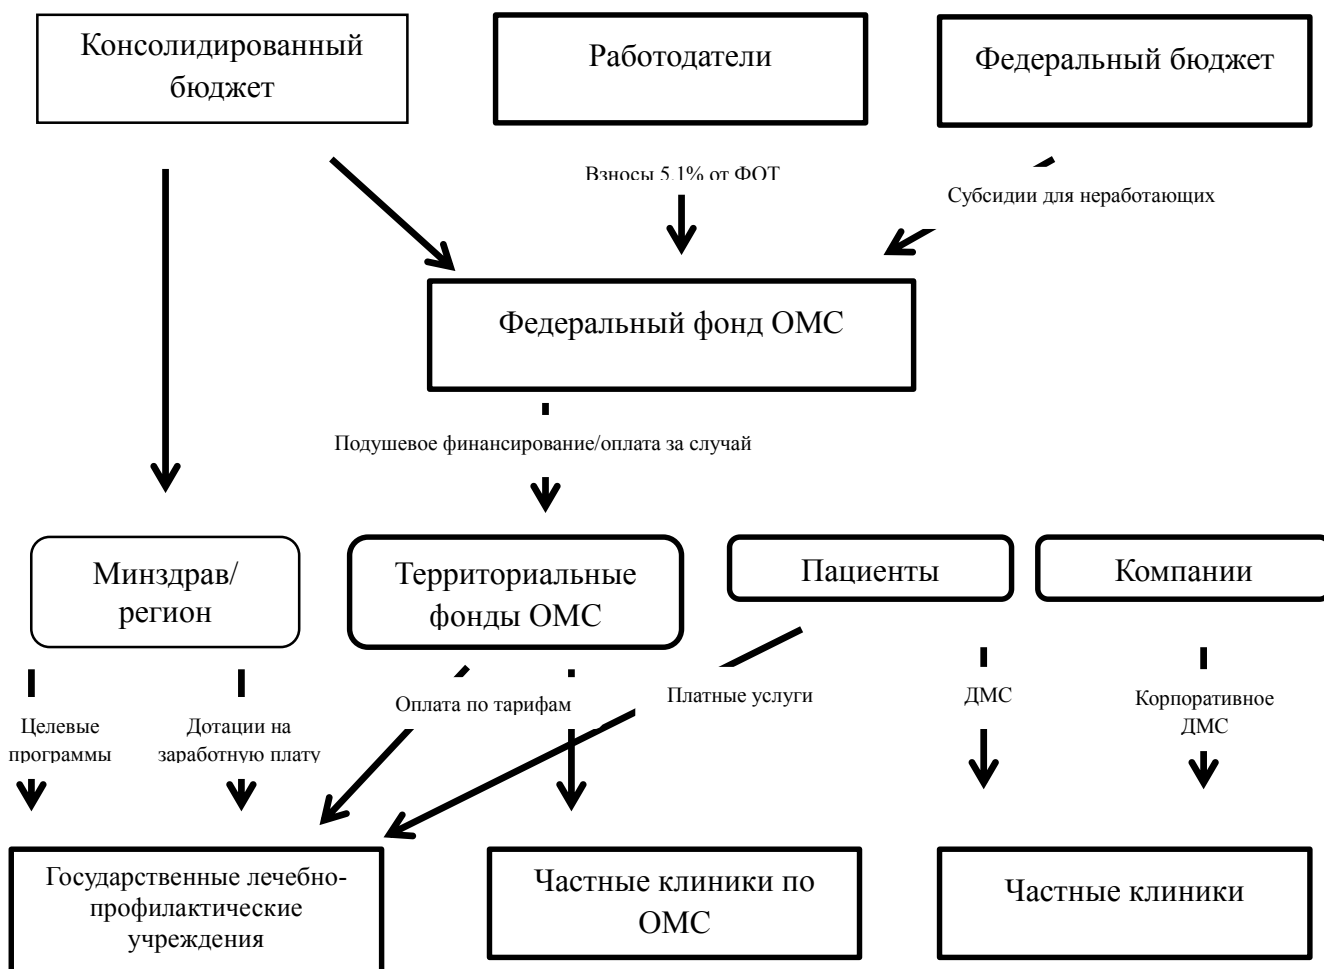 Консолидированный
бюджет
Работодатели
Федеральный бюджет
Взносы 5.1% от ФОТ
Субсидии для неработающих
Федеральный фонд ОМС
Подушевое финансирование/оплата за случай
Минздрав/
регион
Территориальные
фонды ОМС
Пациенты
Компании
Целевые
программы
Дотации на
заработную плату
Оплата по тарифам
Платные услуги
ДМС
Корпоративное
ДМС
Государственные лечебно-
профилактические
учреждения
Частные клиники по
ОМС
Частные клиники